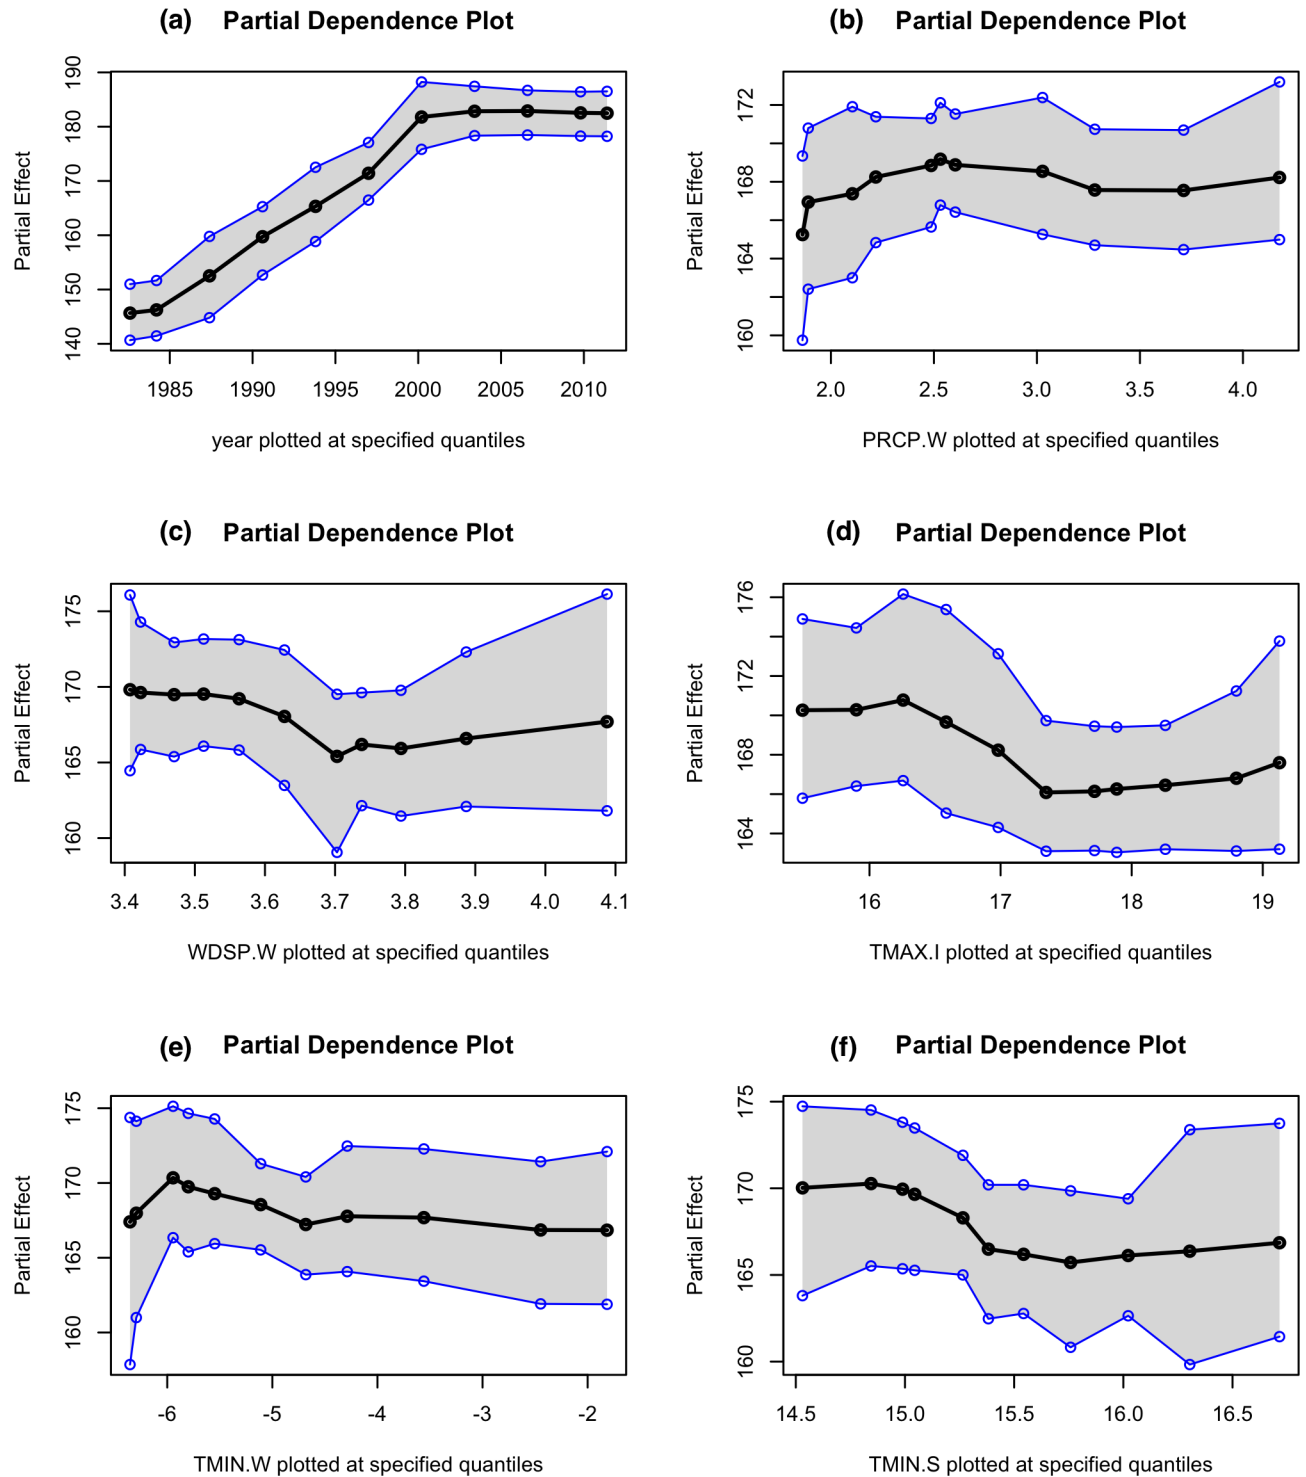 (a) Partial Dependence Plot
Partial Effect
190
180
170
160
150
140
1985 1990 1995 2000 2005 2010
year plotted at specified quantiles
(b) Partial Dependence Plot
Partial Effect
172
168
164
160
2.0 2.5 3.0 3.5 4.0
PRCP.W plotted at specified quantiles
(c) Partial Dependence Plot
Partial Effect
175
170
165
160
3.4 3.5 3.6 3.7 3.8 3.9 4.0 4.1
WDSP.W plotted at specified quantiles
(d) Partial Dependence Plot
Partial Effect
176
172
168
164
16 17 18 19
TMAX.I plotted at specified quantiles
(e) Partial Dependence Plot
Partial Effect
175
170
165
160
-6 -5 -4 -3 -2
TMIN.W plotted at specified quantiles
(f) Partial Dependence Plot
Partial Effect
175
170
165
160
14.5 15.0 15.5 16.0 16.5
TMIN.S plotted at specified quantiles